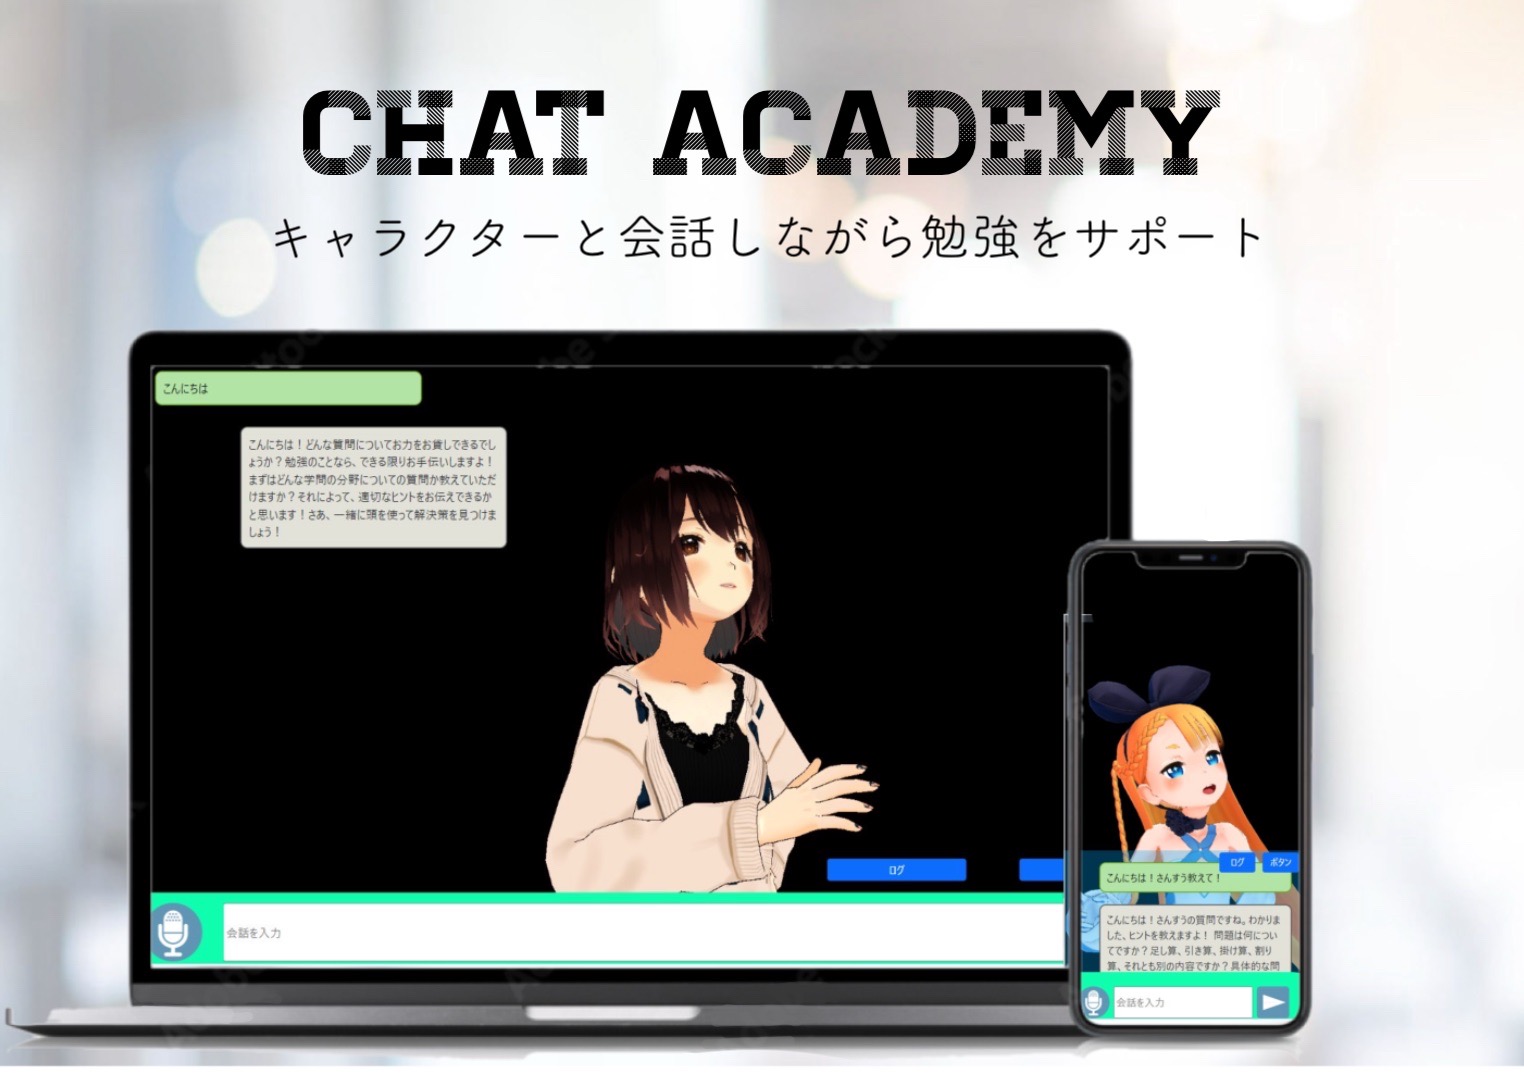 CHAT ACADEMY
キャラクターと会話しながら勉強をサポート
こんにちは
こんにちは！どんな質問についてお力をお貸しできるでし
ょうか？勉強のことなら、できる限りお手伝いしますよ！
まずはどんな学問の分野についての質問か教えていただ
けますか？それによって、適切なヒントをお伝えできるか
と思います！さあ、一緒に頭を使って解決策を見つけま
しょう！
ログ
会話を入力
ログ
ボタン
こんにちは！さんすう教えて！
こんにちは！さんすうの質問ですね。わかりま
した、ヒントを教えますよ！ 問題は何につい
てですか？足し算、引き算、掛け算、割り
算、それとも別の内容ですか？具体的な問
会話を入力